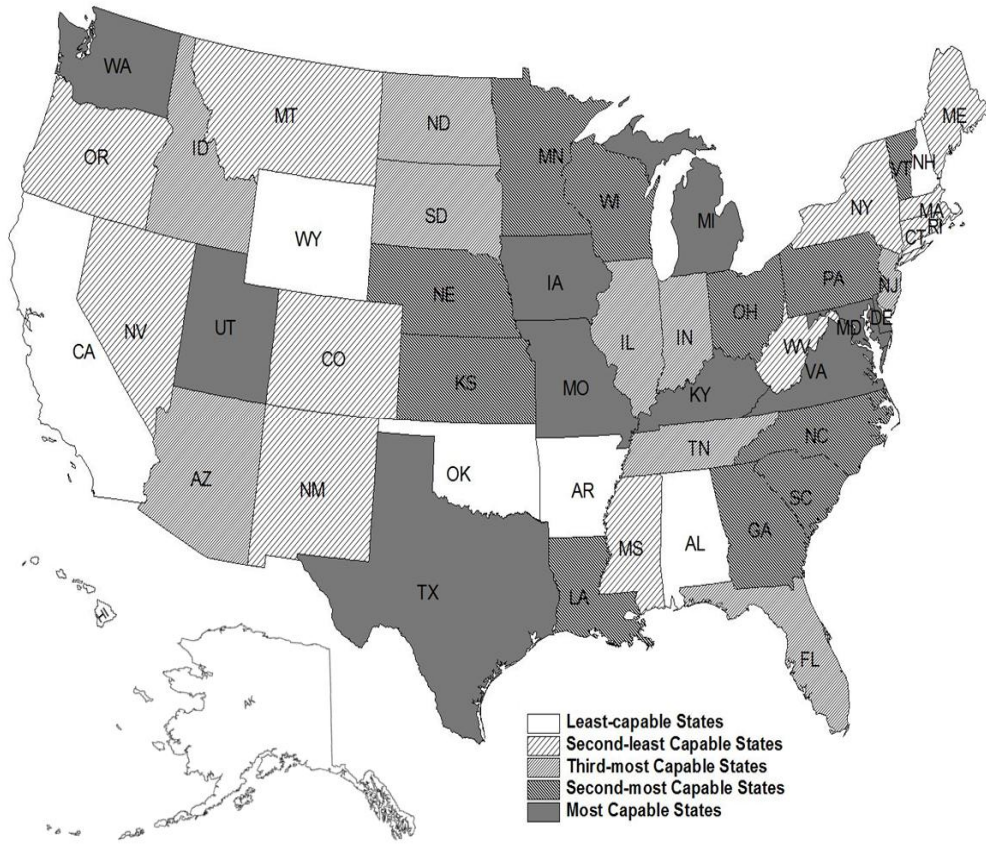 WA
MT
ND
ME
OR
ID
MN
VT
NH
SD
WI
NY
MA
WY
MI
CT
RI
NE
IA
PA
NJ
NV
UT
IL
IN
OH
MD
DE
CA
CO
KS
MO
WV
VA
KY
AZ
NM
OK
TN
NC
AR
SC
MS
AL
GA
TX
LA
HI
FL
AK
Least-capable States
Second-least Capable States
Third-most Capable States
Second-most Capable States
Most Capable States